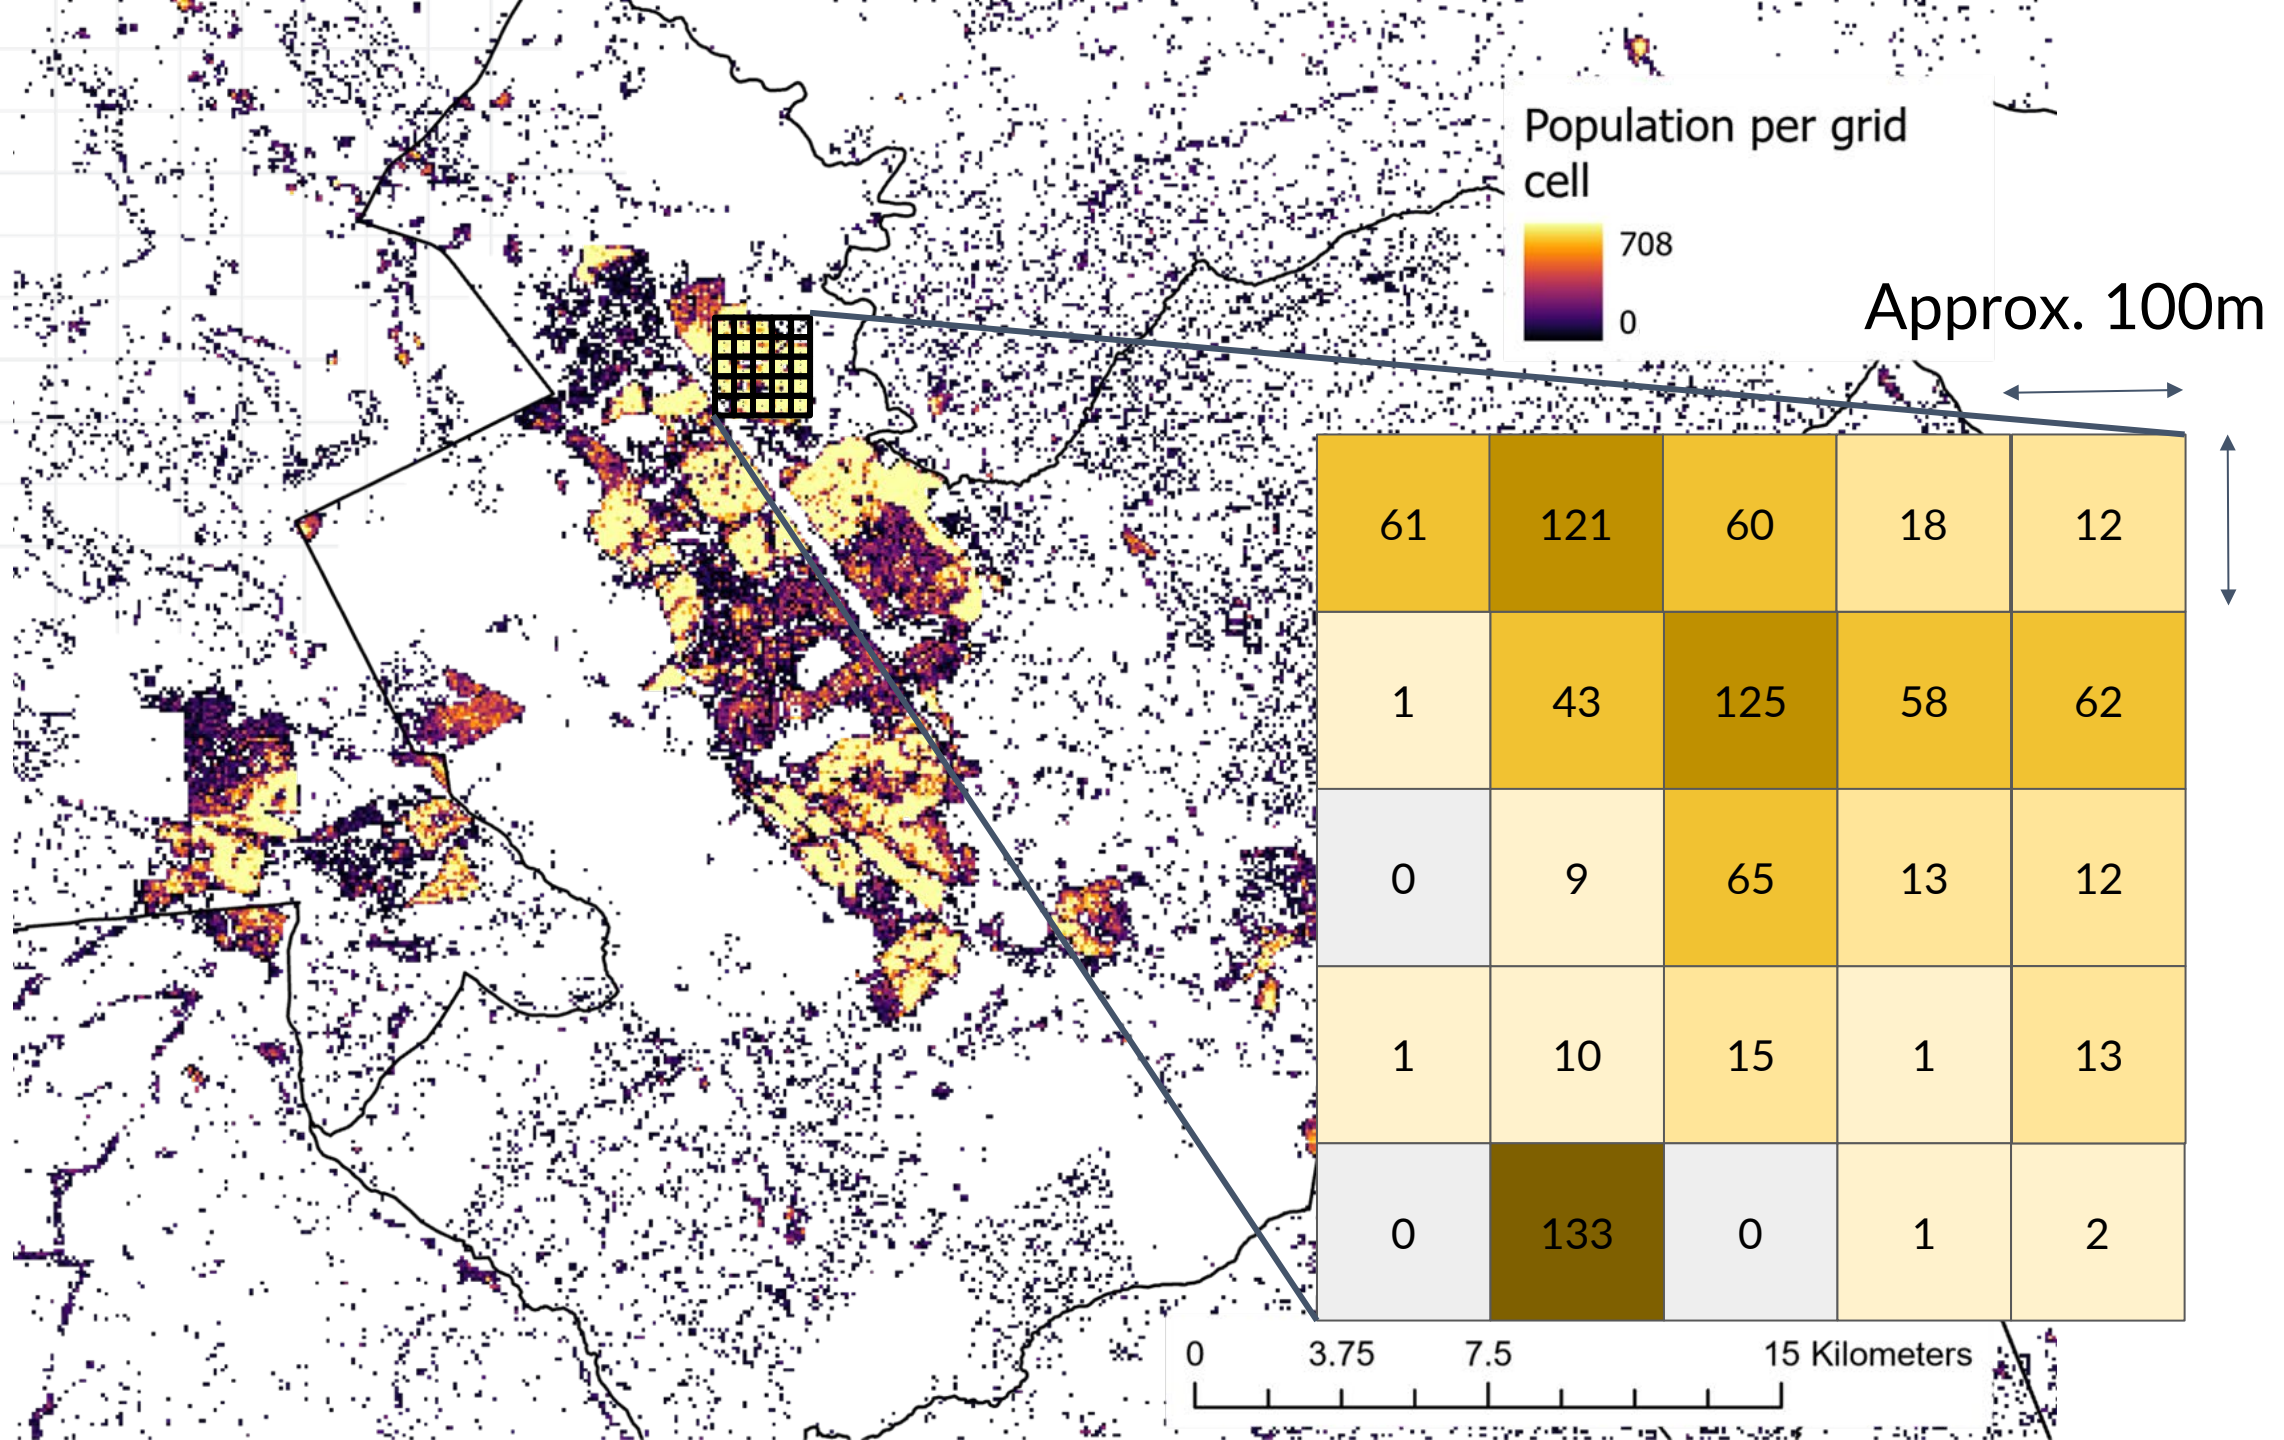 Population per grid
cell
708
0
Approx. 100m
61 121 60 18 12
1 43 125 58 62
0 9 65 13 12
1 10 15 1 13
0 133 0 1 2
0 3.75 7.5 15 Kilometers